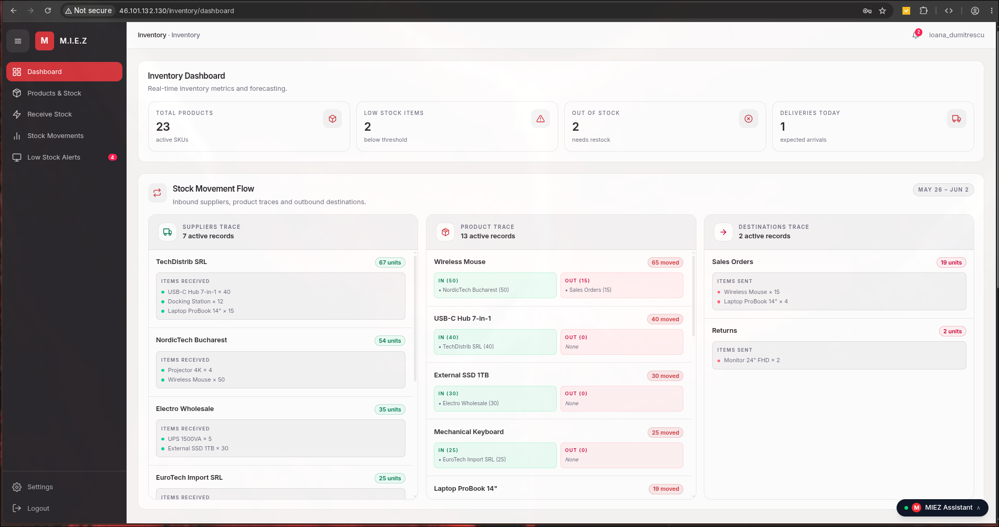 Not secure 46.101.132.130/inventory/dashboard
M M.I.E.Z
Dashboard
Products & Stock
Receive Stock
Stock Movements
Low Stock Alerts 4
Settings
Logout
Inventory · Inventory
2 ioana_dumitrescu
Inventory Dashboard
Real-time inventory metrics and forecasting.
TOTAL PRODUCTS
23
active SKUs
LOW STOCK ITEMS
2
below threshold
OUT OF STOCK
2
needs restock
DELIVERIES TODAY
1
expected arrivals
Stock Movement Flow
Inbound suppliers, product traces and outbound destinations.
MAY 26 – JUN 2
SUPPLIERS TRACE
7 active records
TechDistrib SRL 67 units
ITEMS RECEIVED
USB-C Hub 7-in-1 × 40
Docking Station × 12
Laptop ProBook 14" × 15
NordicTech Bucharest 54 units
ITEMS RECEIVED
Projector 4K × 4
Wireless Mouse × 50
Electro Wholesale 35 units
ITEMS RECEIVED
UPS 1500VA × 5
External SSD 1TB × 30
EuroTech Import SRL 25 units
ITEMS RECEIVED
PRODUCT TRACE
13 active records
Wireless Mouse 65 moved
IN (50)
• NordicTech Bucharest (50)
OUT (15)
• Sales Orders (15)
USB-C Hub 7-in-1 40 moved
IN (40)
• TechDistrib SRL (40)
OUT (0)
None
External SSD 1TB 30 moved
IN (30)
• Electro Wholesale (30)
OUT (0)
None
Mechanical Keyboard 25 moved
IN (25)
• EuroTech Import SRL (25)
OUT (0)
None
Laptop ProBook 14" 19 moved
DESTINATIONS TRACE
2 active records
Sales Orders 19 units
ITEMS SENT
Wireless Mouse × 15
Laptop ProBook 14" × 4
Returns 2 units
ITEMS SENT
Monitor 24" FHD × 2
M MIEZ Assistant